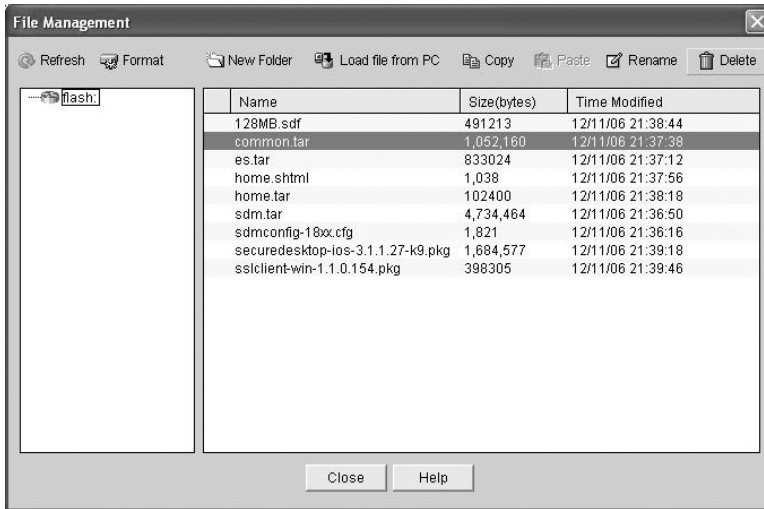 File Management
Refresh Format New Folder Load file from PC Copy Paste Rename Delete
flash:
Name Size(bytes) Time Modified
128MB.sdf 491213 12/11/06 21:38:44
common.tar 1,052,160 12/11/06 21:37:38
es.tar 833024 12/11/06 21:37:12
home.shtml 1,038 12/11/06 21:37:56
home.tar 102400 12/11/06 21:38:18
sdm.tar 4,734,464 12/11/06 21:36:50
sdmconfig-18xx.cfg 1,821 12/11/06 21:36:16
securedesktop-ios-3.1.1.27-k9.pkg 1,684,577 12/11/06 21:39:18
sslclient-win-1.1.0.154.pkg 398305 12/11/06 21:39:46
Close Help